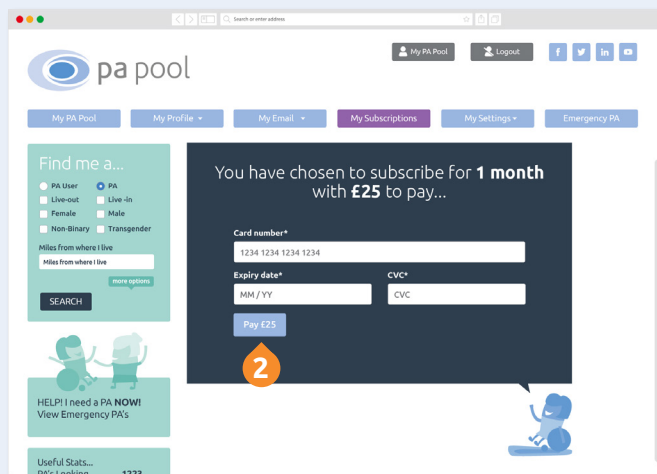 Search or enter address
pa pool
My PA Pool
Logout
f
in
My PA Pool
My Profile
My Email
My Subscriptions
My Settings
Emergency PA
Find me a...
PA User PA
Live-out Live -in
Female Male
Non-Binary Transgender
Miles from where I live
Miles from where I live
more options
SEARCH
You have chosen to subscribe for 1 month
with £25 to pay...
Card number*
1234 1234 1234 1234
Expiry date* CVC*
MM / YY CVC
Pay £25
2
HELP! I need a PA NOW!
View Emergency PA's
Useful Stats...
PA's Looking 1223